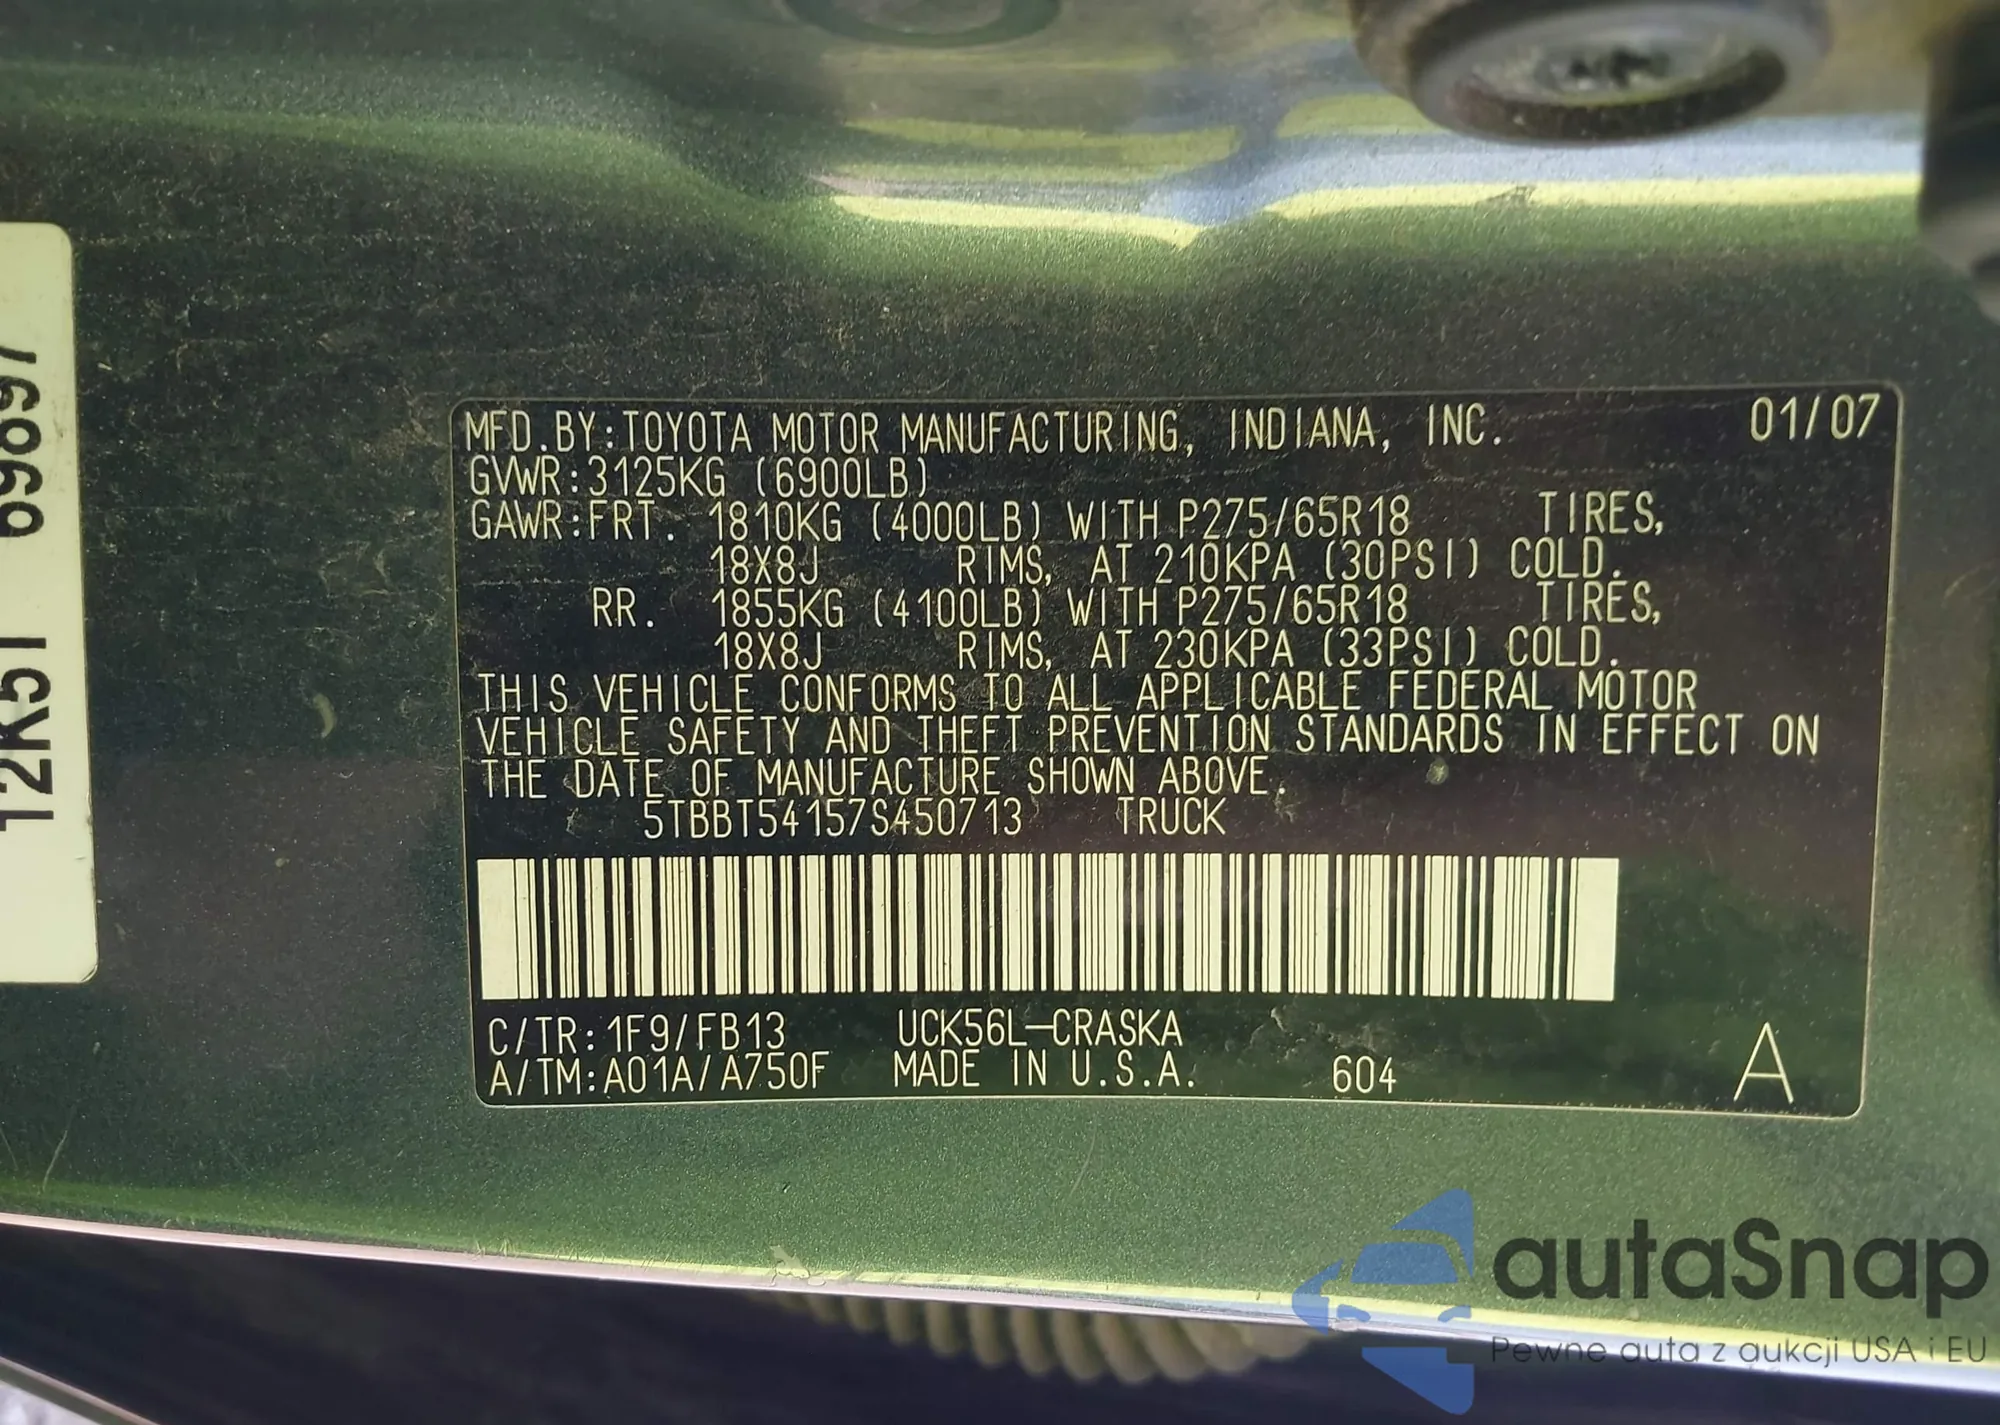 12K51 69897
MFD.BY:TOYOTA MOTOR MANUFACTURING, INDIANA, INC. 01/07
GVWR:3125KG (6900LB)
GAWR:FRT. 1810KG (4000LB) WITH P275/65R18 TIRES,
18X8J RIMS, AT 210KPA (30PSI) COLD.
RR. 1855KG (4100LB) WITH P275/65R18 TIRES,
18X8J RIMS, AT 230KPA (33PSI) COLD.
THIS VEHICLE CONFORMS TO ALL APPLICABLE FEDERAL MOTOR
VEHICLE SAFETY AND THEFT PREVENTION STANDARDS IN EFFECT ON
THE DATE OF MANUFACTURE SHOWN ABOVE.
5TBBT54157S450713 TRUCK
C/TR:1F9/FB13 UCK56L-CRASKA
A/TM:A01A/A750F MADE IN U.S.A. 604 A
autaSnap
Pewne auta z aukcji USA i EU